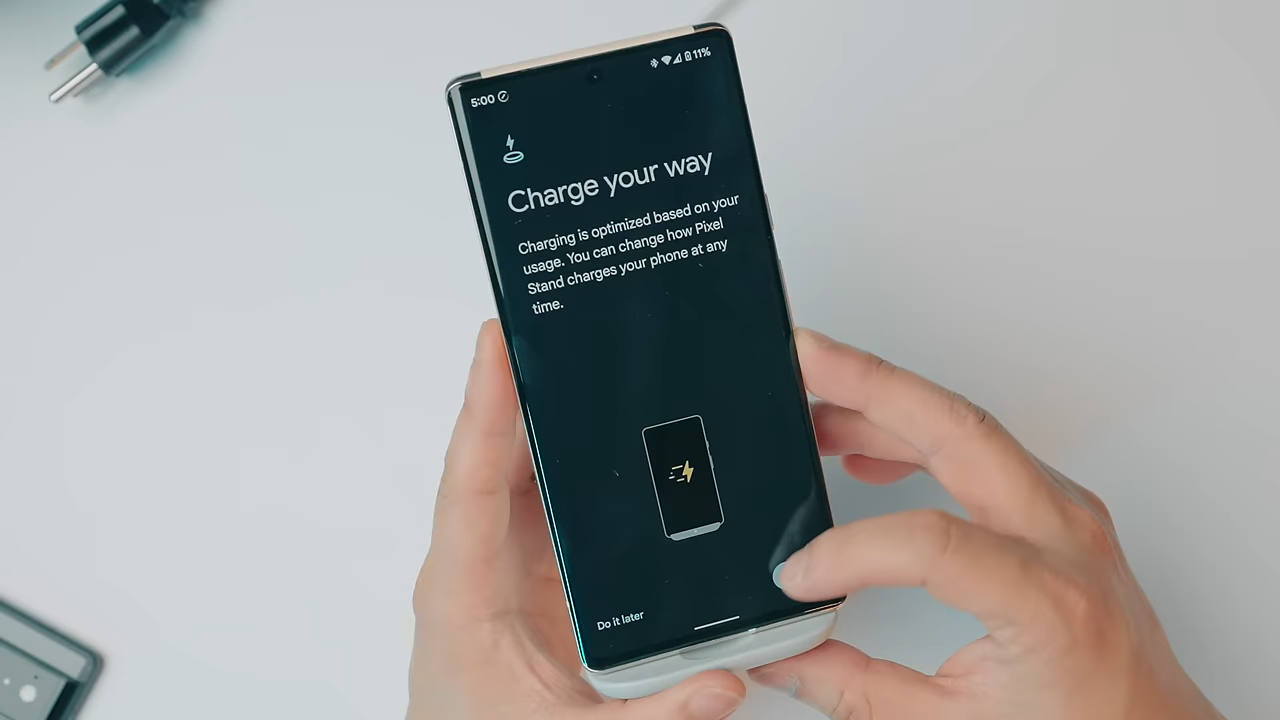 5:00
11%
Charge your way
Charging is optimized based on your
usage. You can change how Pixel
Stand charges your phone at any
time.
Do it later